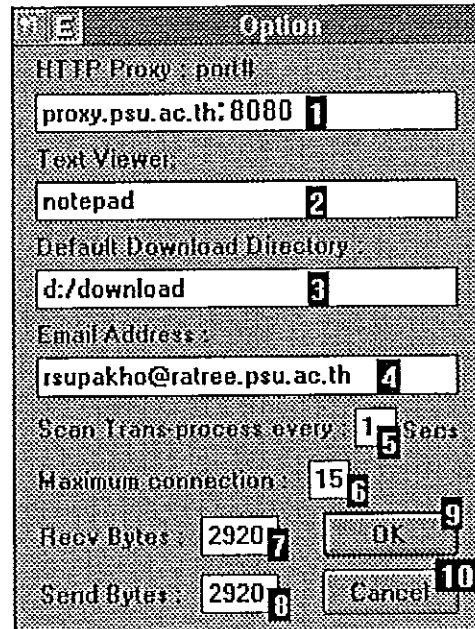 Option
HTTP Proxy : port#
proxy.psu.ac.th:8080 1
Text Viewer:
notepad 2
Default Download Directory :
d:/download 3
Email Address :
rsupakho@ratree.psu.ac.th 4
Scan Trans-process every : 1 5 Secs
Maximum connection : 15 6
Recv Bytes : 2920 7 OK 9
Send Bytes : 2920 8 Cancel 10